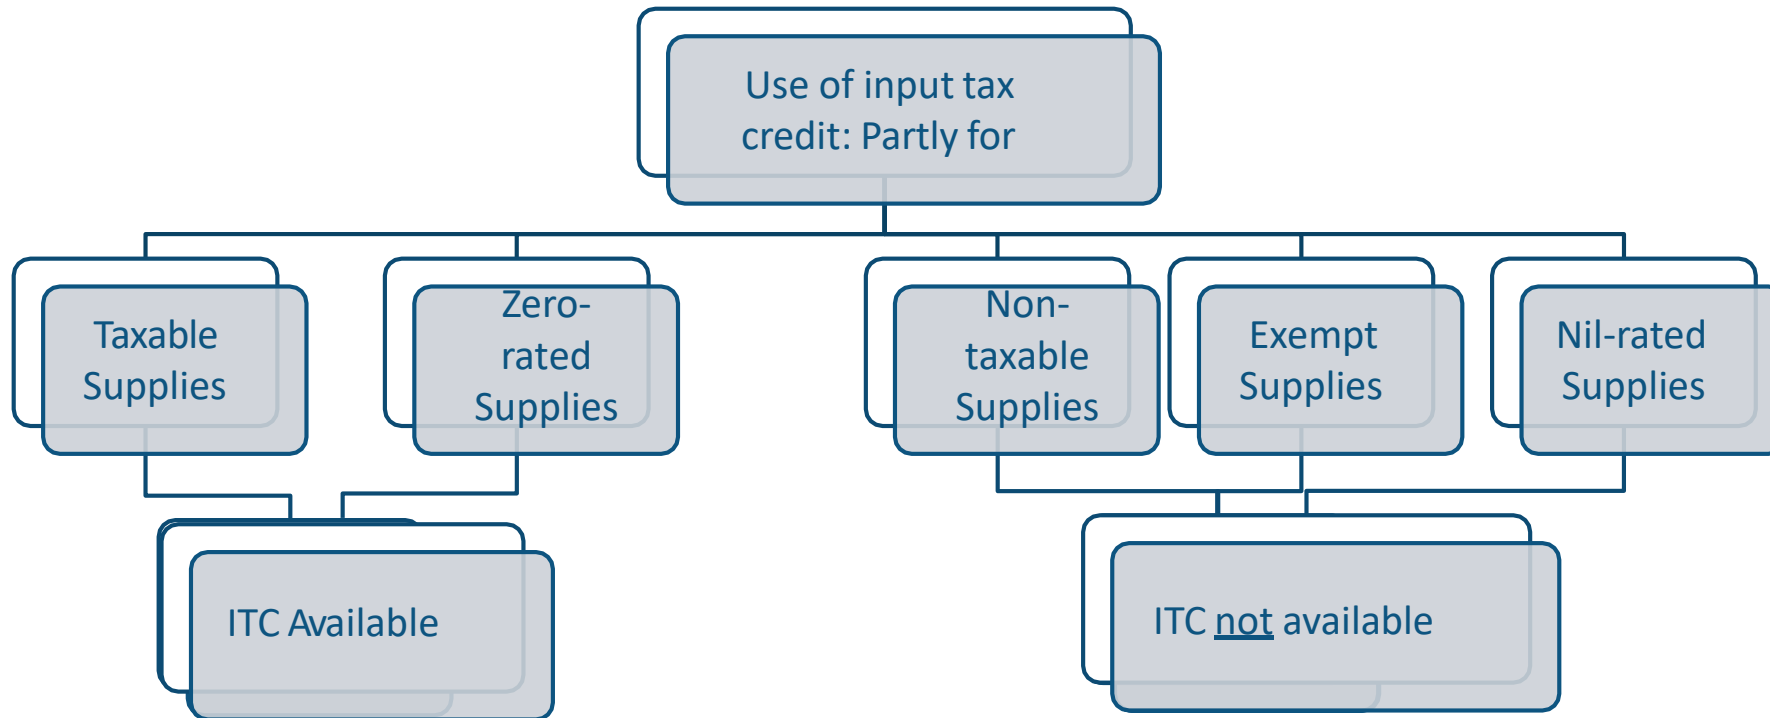 Use of input tax
credit: Partly for
Taxable
Supplies
Zero-
rated
Supplies
Non-
taxable
Supplies
Exempt
Supplies
Nil-rated
Supplies
ITC Available
ITC not available